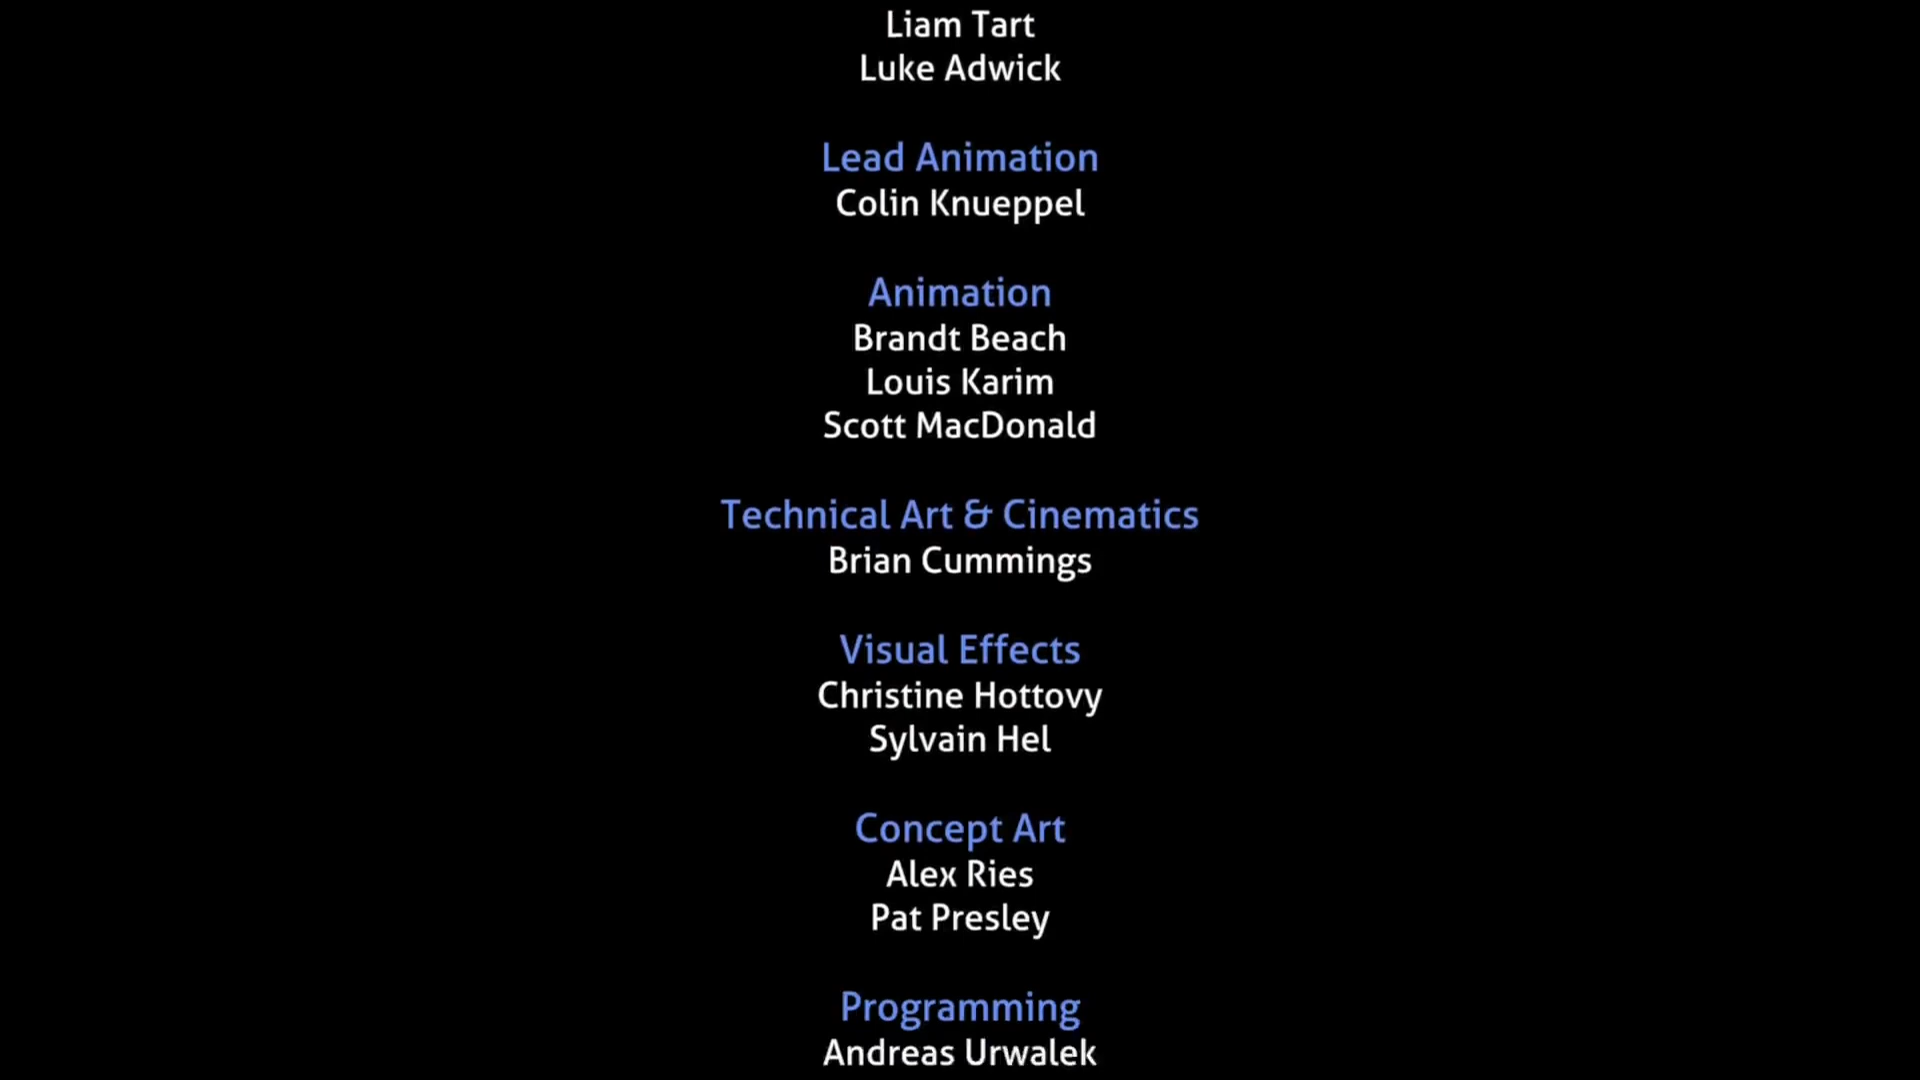 Liam Tart
Luke Adwick
Lead Animation
Colin Knueppel
Animation
Brandt Beach
Louis Karim
Scott MacDonald
Technical Art & Cinematics
Brian Cummings
Visual Effects
Christine Hottovy
Sylvain Hel
Concept Art
Alex Ries
Pat Presley
Programming
Andreas Urwalek